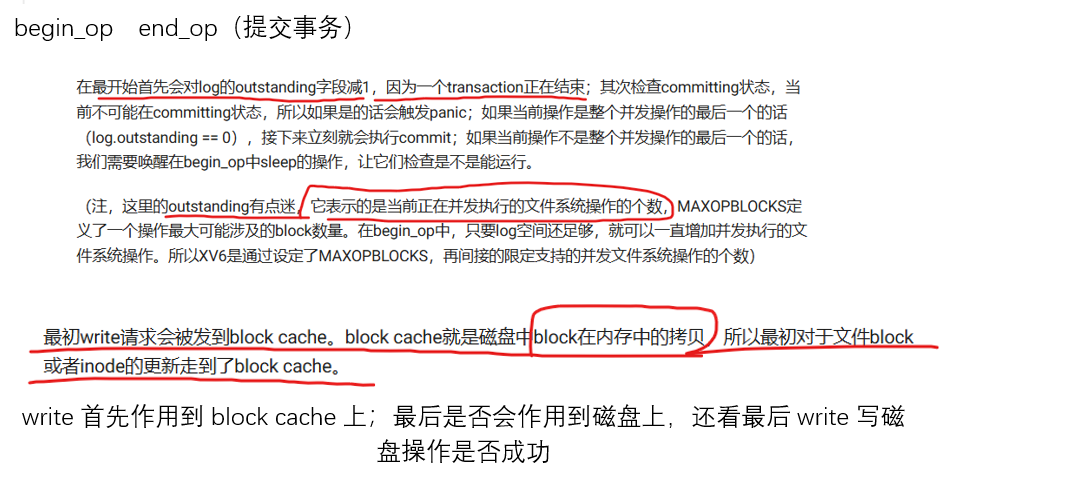 begin_op end_op（提交事务）
在最开始首先会对log的outstanding字段减1，因为一个transaction正在结束；其次检查committing状态，当
前不可能在committing状态，所以如果是的话会触发panic；如果当前操作是整个并发操作的最后一个的话
（log.outstanding == 0），接下来立刻就会执行commit；如果当前操作不是整个并发操作的最后一个的话，
我们需要唤醒在begin_op中sleep的操作，让它们检查是不是能运行。
（注，这里的outstanding有点迷，它表示的是当前正在并发执行的文件系统操作的个数，MAXOPBLOCKS定
义了一个操作最大可能涉及的block数量。在begin_op中，只要log空间还足够，就可以一直增加并发执行的文
件系统操作。所以XV6是通过设定了MAXOPBLOCKS，再间接的限定支持的并发文件系统操作的个数）
最初write请求会被发到block cache。block cache就是磁盘中block在内存中的拷贝，所以最初对于文件block
或者inode的更新走到了block cache。
write 首先作用到 block cache 上；最后是否会作用到磁盘上，还看最后 write 写磁
盘操作是否成功